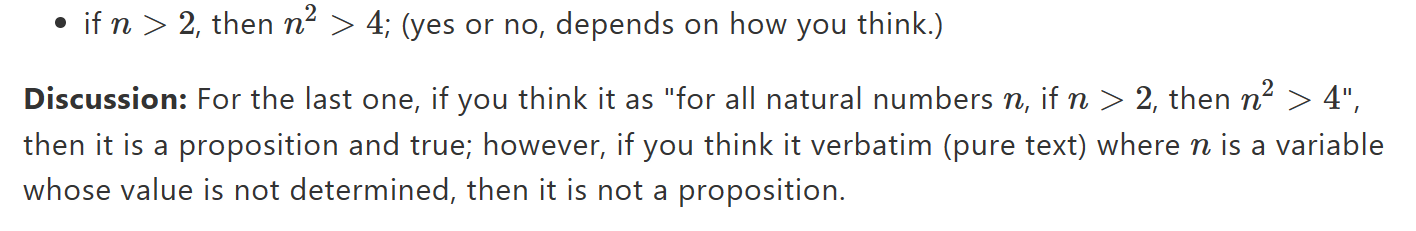 • if n > 2, then n² > 4; (yes or no, depends on how you think.)
Discussion: For the last one, if you think it as "for all natural numbers n, if n > 2, then n² > 4",
then it is a proposition and true; however, if you think it verbatim (pure text) where n is a variable
whose value is not determined, then it is not a proposition.